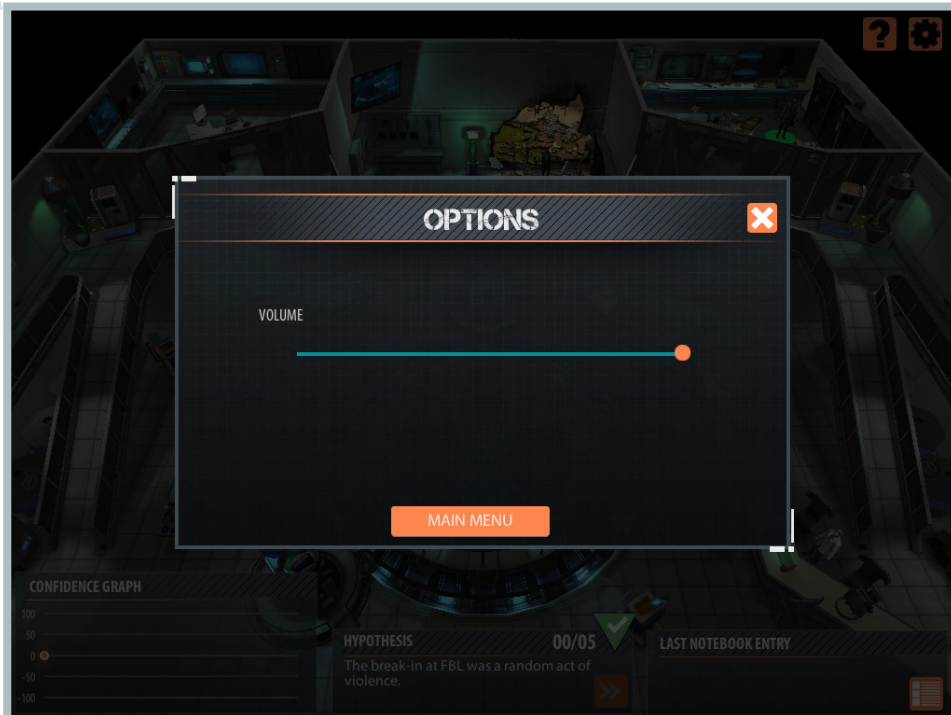 ?
OPTIONS
VOLUME
MAIN MENU
CONFIDENCE GRAPH
100
50
0
-50
-100
HYPOTHESIS 00/05
The break-in at FBL was a random act of
violence.
LAST NOTEBOOK ENTRY